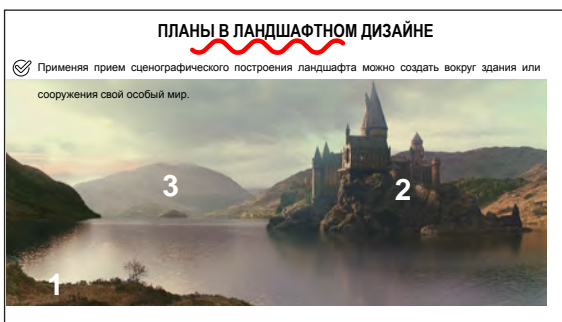 ПЛАНЫ В ЛАНДШАФТНОМ ДИЗАЙНЕ
Применяя прием сценографического построения ландшафта можно создать вокруг здания или
сооружения свой особый мир.
3
2
1